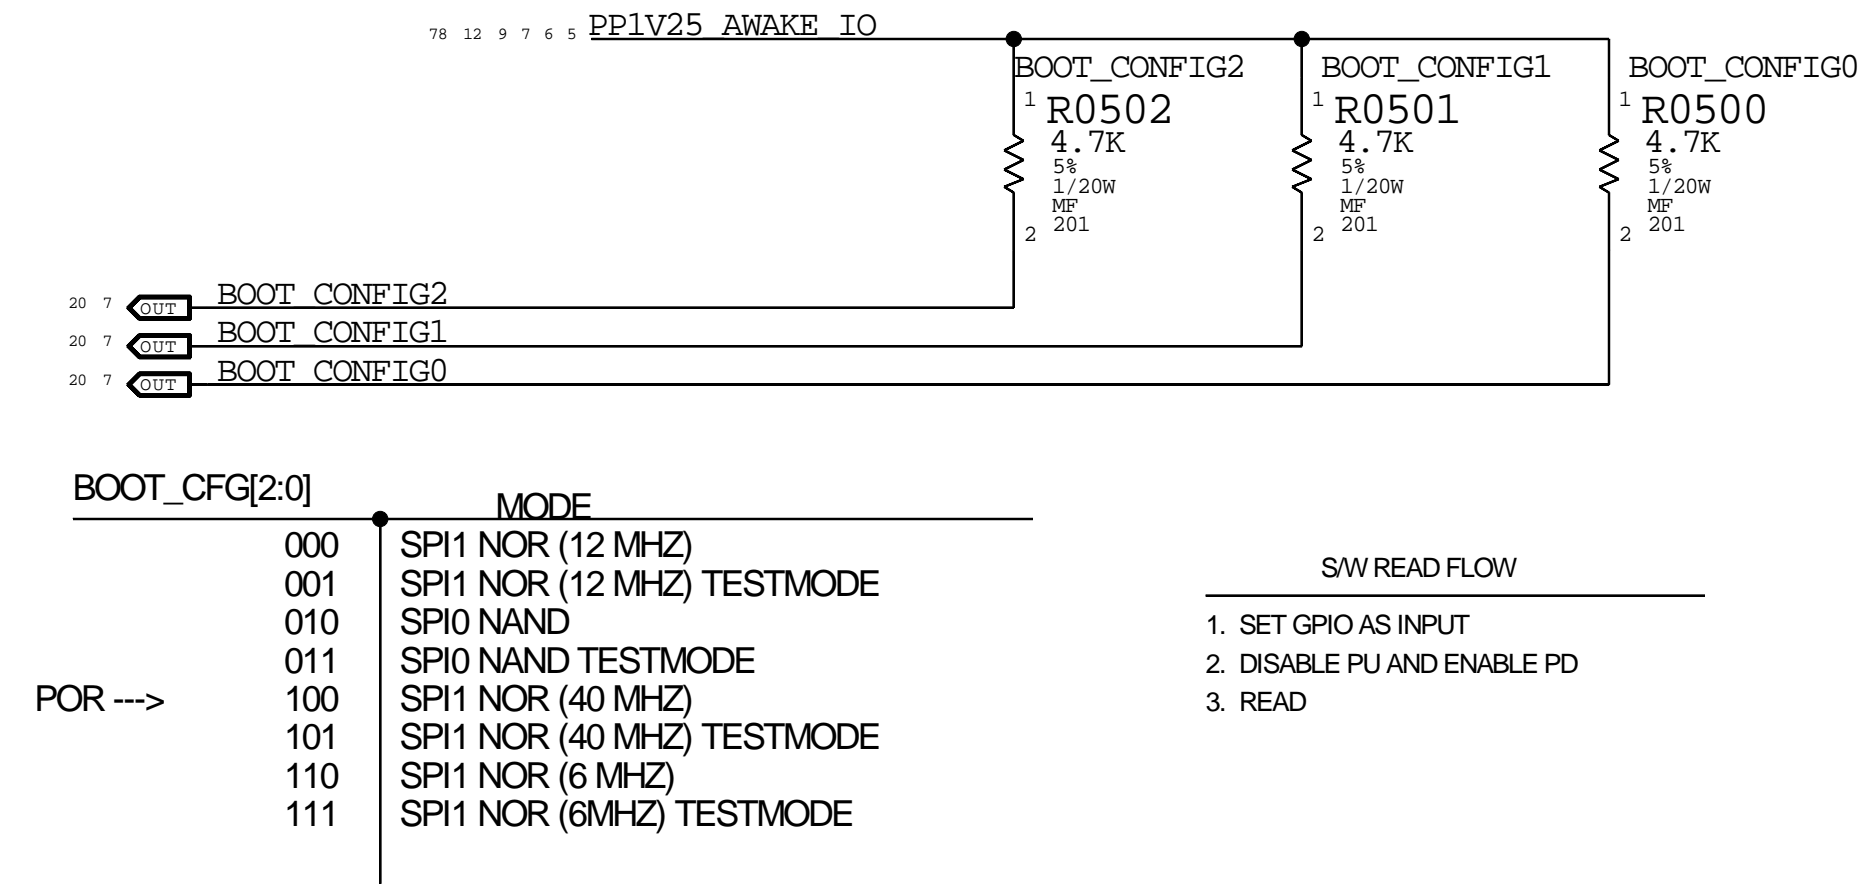 78 12 9 7 6 5 PP1V25_AWAKE_IO
BOOT_CONFIG2 BOOT_CONFIG1 BOOT_CONFIG0
1 R0502 1 R0501 1 R0500
4.7K 4.7K 4.7K
5% 5% 5%
1/20W 1/20W 1/20W
MF MF MF
201 201 201
2 2 2
20 7 OUT BOOT_CONFIG2
20 7 OUT BOOT_CONFIG1
20 7 OUT BOOT_CONFIG0
BOOT_CFG[2:0] MODE
000 SPI1 NOR (12 MHZ)
001 SPI1 NOR (12 MHZ) TESTMODE
010 SPI0 NAND
011 SPI0 NAND TESTMODE
POR ---> 100 SPI1 NOR (40 MHZ)
101 SPI1 NOR (40 MHZ) TESTMODE
110 SPI1 NOR (6 MHZ)
111 SPI1 NOR (6MHZ) TESTMODE
S/W READ FLOW
1. SET GPIO AS INPUT
2. DISABLE PU AND ENABLE PD
3. READ